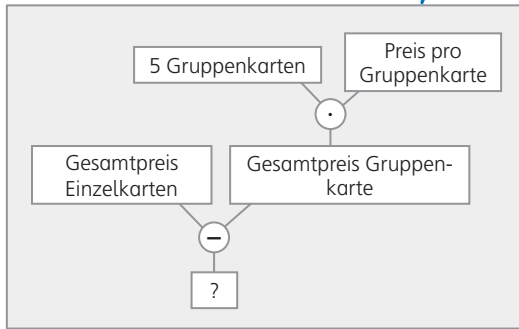 5 Gruppenkarten
Preis pro
Gruppenkarte
·
Gesamtpreis
Einzelkarten
Gesamtpreis Gruppen-
karte
–
?